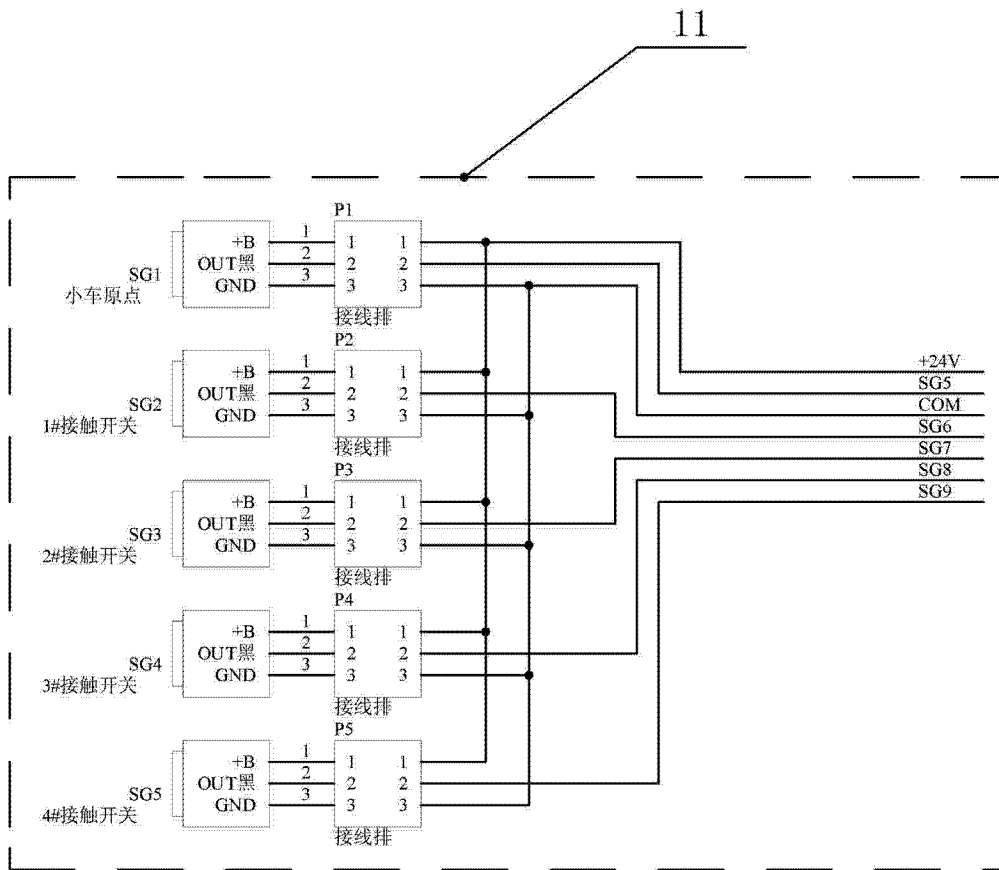 11
P1
+B 1 1 1
OUT黑 2 2 2
GND 3 3 3
SG1
小车原点
接线排
P2
+B 1 1 1
OUT黑 2 2 2
GND 3 3 3
SG2
1#接触开关
接线排
P3
+B 1 1 1
OUT黑 2 2 2
GND 3 3 3
SG3
2#接触开关
接线排
P4
+B 1 1 1
OUT黑 2 2 2
GND 3 3 3
SG4
3#接触开关
接线排
P5
+B 1 1 1
OUT黑 2 2 2
GND 3 3 3
SG5
4#接触开关
接线排
+24V
SG5
COM
SG6
SG7
SG8
SG9